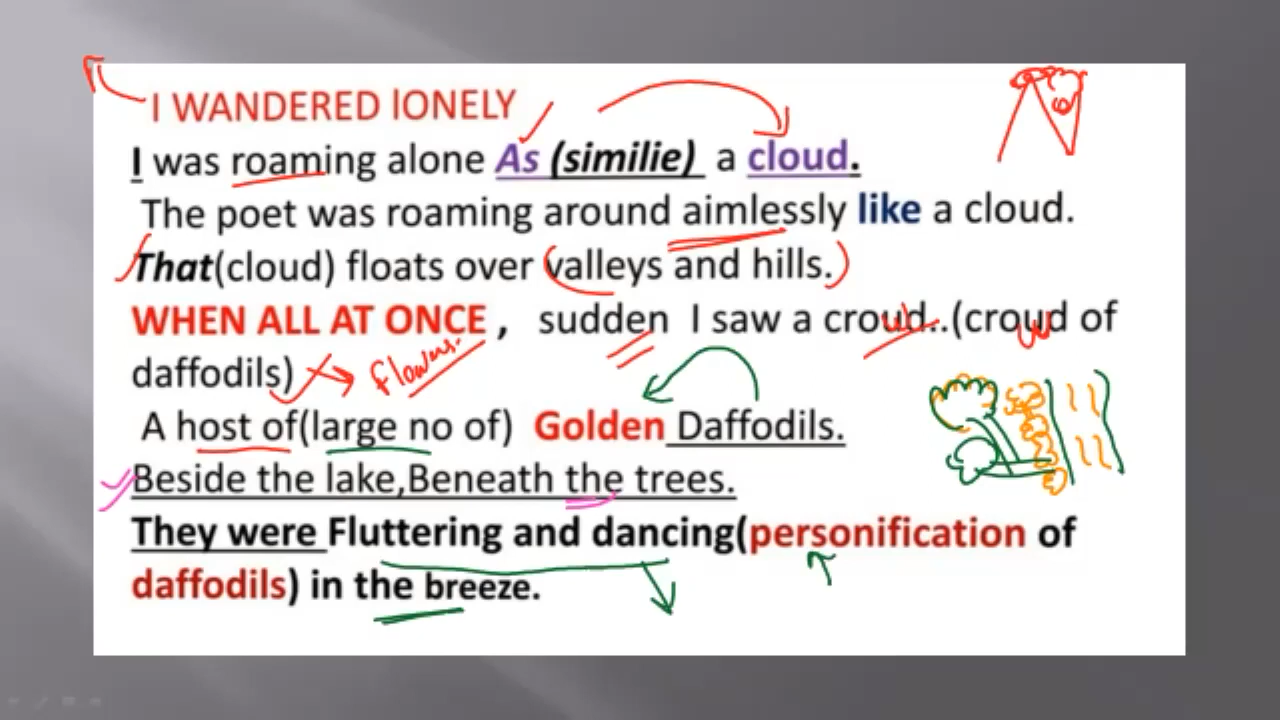 I WANDERED lONELY
I was roaming alone As (similie) a cloud.
The poet was roaming around aimlessly like a cloud.
That(cloud) floats over valleys and hills.
WHEN ALL AT ONCE , sudden I saw a croud..(croud of
daffodils) flowers.
A host of(large no of) Golden Daffodils.
Beside the lake,Beneath the trees.
They were Fluttering and dancing(personification of
daffodils) in the breeze.